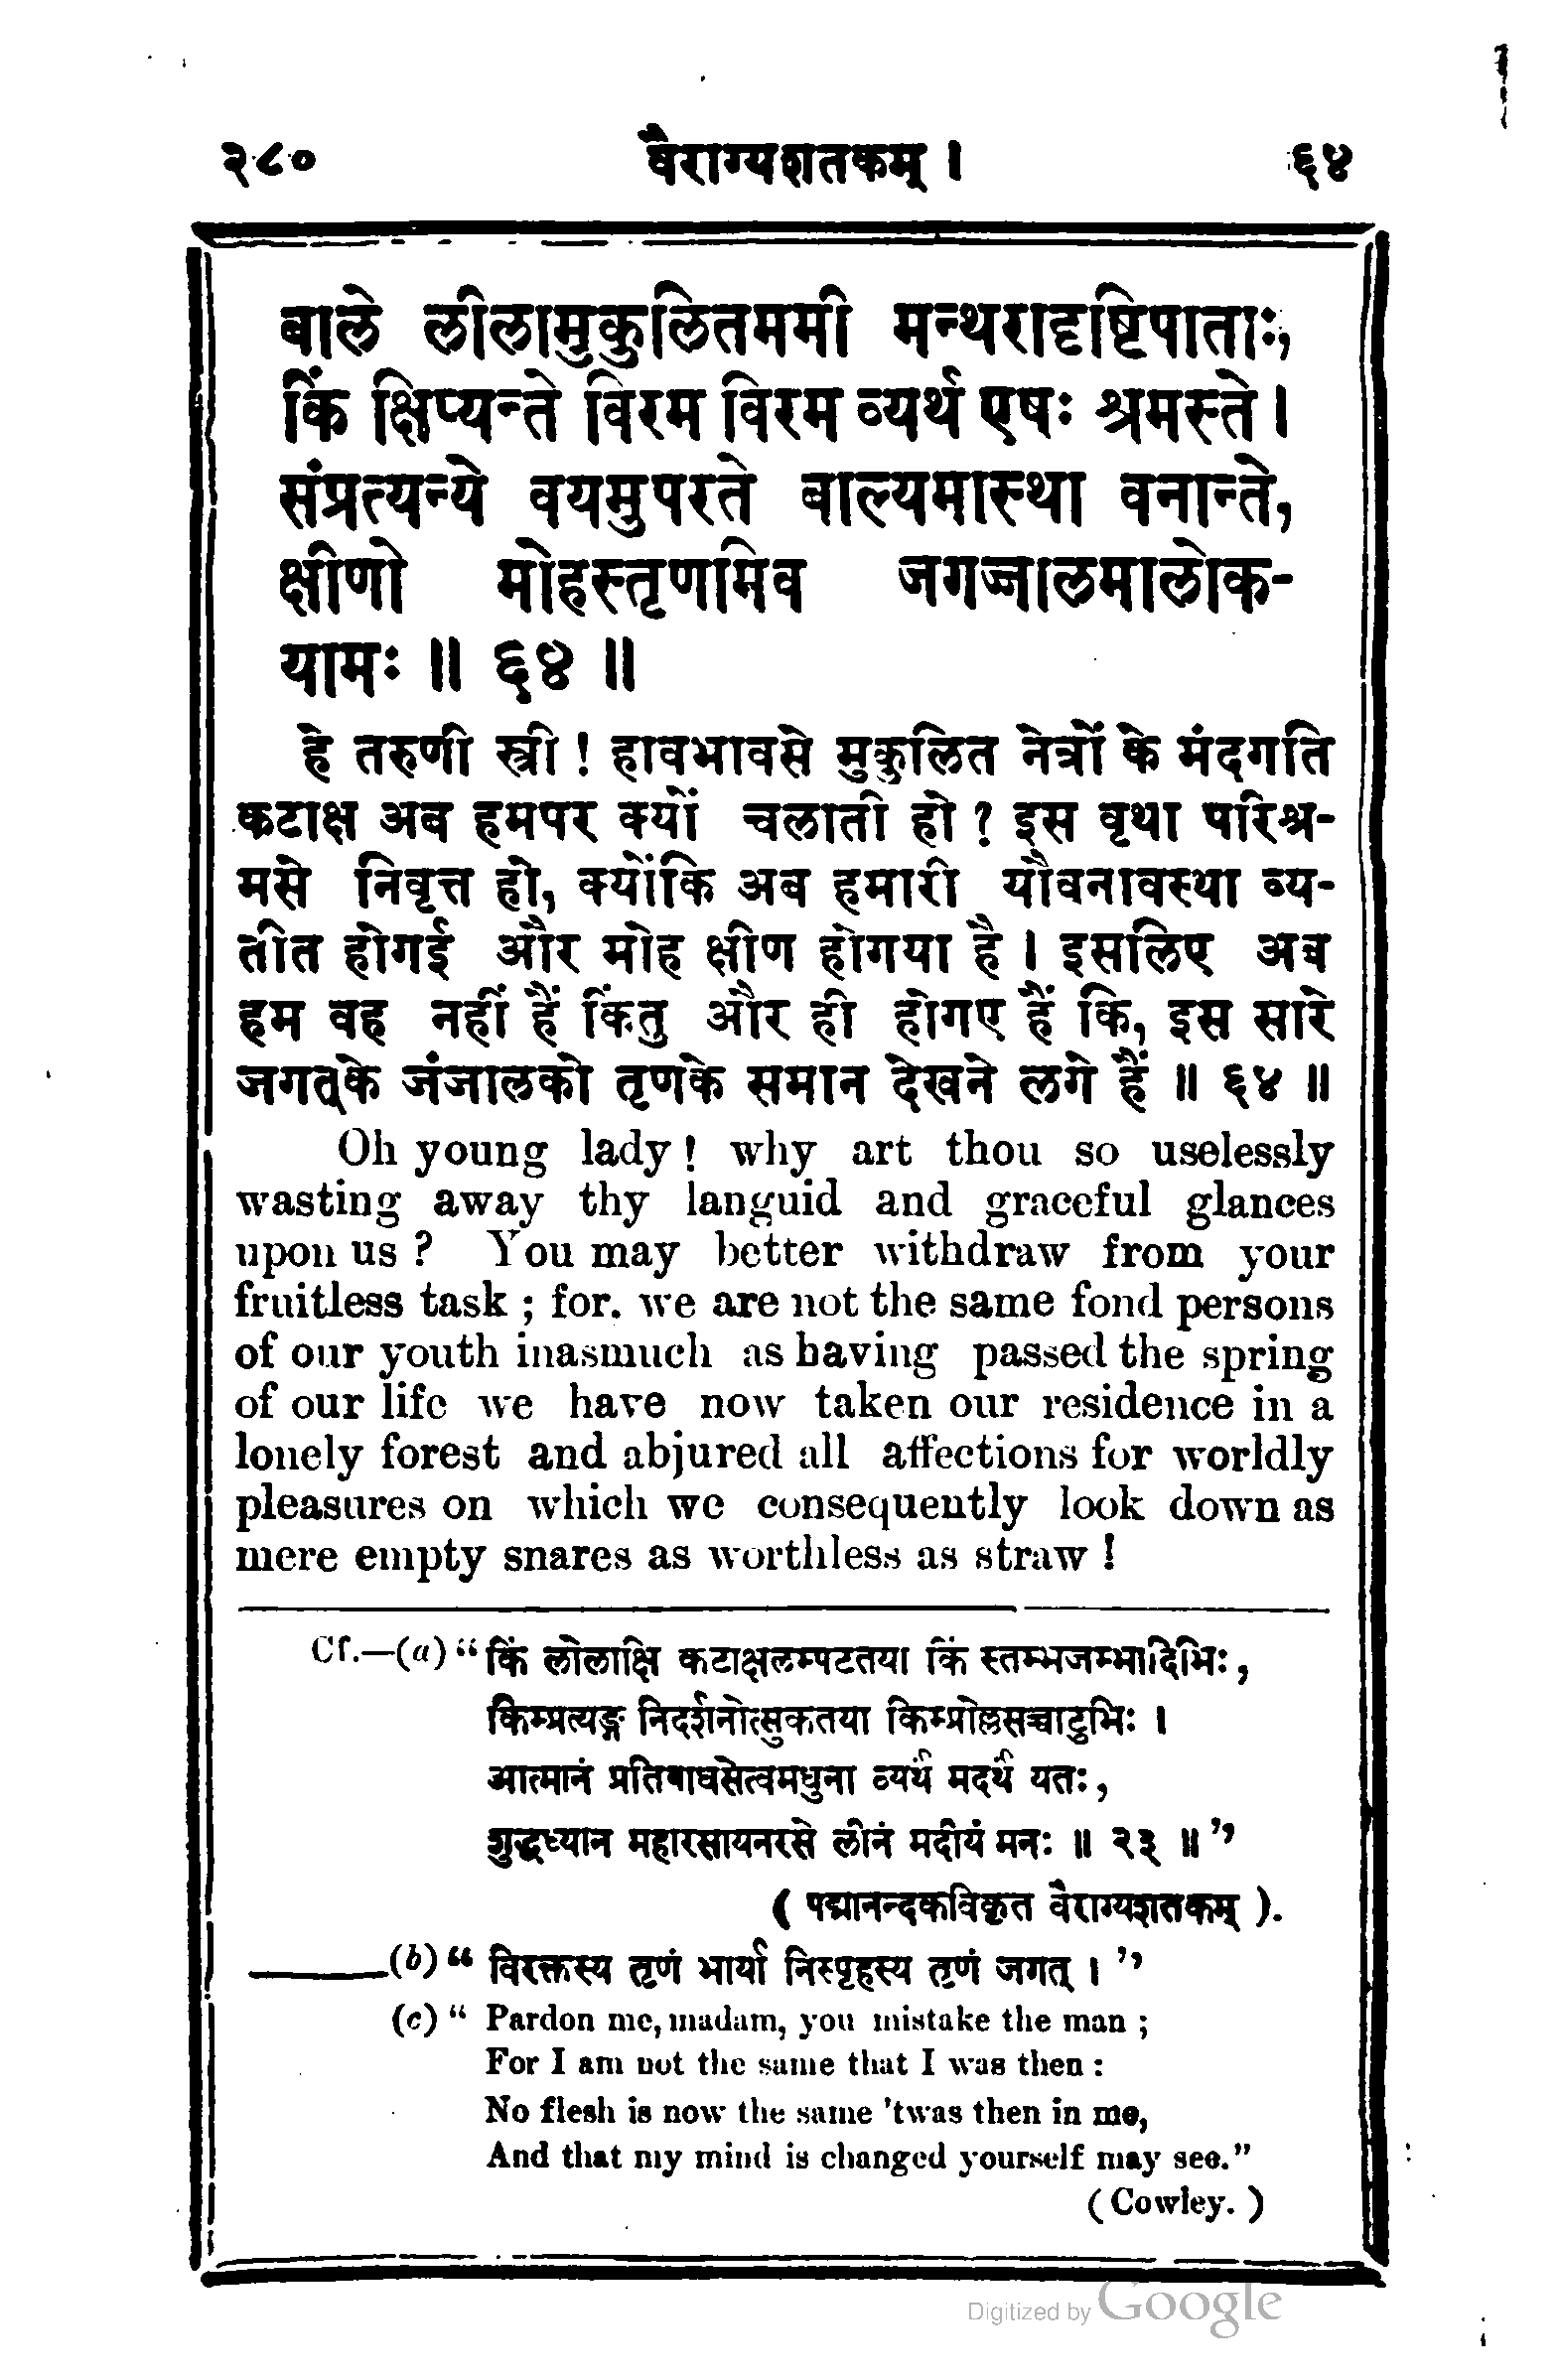 २८० वैराग्यशतकम् । ६४
बाले लीलामुकुलितममी मन्थरादृष्टिपाताः,
किं क्षिप्यन्ते विरम विरम व्यर्थ एषः श्रमस्ते ।
संप्रत्यन्ये वयमुपरते बाल्यमास्था वनान्ते,
क्षीणो मोहस्तृणमिव जगज्जालमालोक-
यामः ॥ ६४ ॥
हे तरुणी स्त्री ! हावभावसे मुकुलित नेत्रों के मंदगति
कटाक्ष अब हमपर क्यों चलाती हो ? इस वृथा परिश्र-
मसे निवृत्त हो, क्योंकि अब हमारी यौवनावस्था व्य-
तीत होगई और मोह क्षीण होगया है । इसलिए अब
हम वह नहीं हैं किंतु और ही होगए हैं कि, इस सारे
जगत्के जंजालको तृणके समान देखने लगे हैं ॥ ६४ ॥
Oh young lady ! why art thou so uselessly
wasting away thy languid and graceful glances
upon us ? You may better withdraw from your
fruitless task ; for. we are not the same fond persons
of our youth inasmuch as having passed the spring
of our life we have now taken our residence in a
lonely forest and abjured all affections for worldly
pleasures on which we consequently look down as
mere empty snares as worthless as straw !
Cf.—(a) “ किं लोलाक्षि कटाक्षलम्पटतया किं स्तम्भजम्भादिभिः,
किम्प्रत्यङ्ग निदर्शनोत्सुकतया किम्प्रोल्लसच्चाटुभिः ।
आत्मानं प्रतिबाधसेत्वमधुना व्यर्थं मदर्थं यतः,
शुद्धध्यान महारसायनरसे लीनं मदीयं मनः ॥ २३ ॥ ”
( पद्मानन्दकविकृत वैराग्यशतकम् ).
——(b) “ विरक्तस्य तृणं भार्या निस्पृहस्य तृणं जगत् । ”
(c) “ Pardon me, madam, you mistake the man ;
For I am not the same that I was then :
No flesh is now the same 'twas then in me,
And that my mind is changed yourself may see.”
( Cowley. )
Digitized by Google